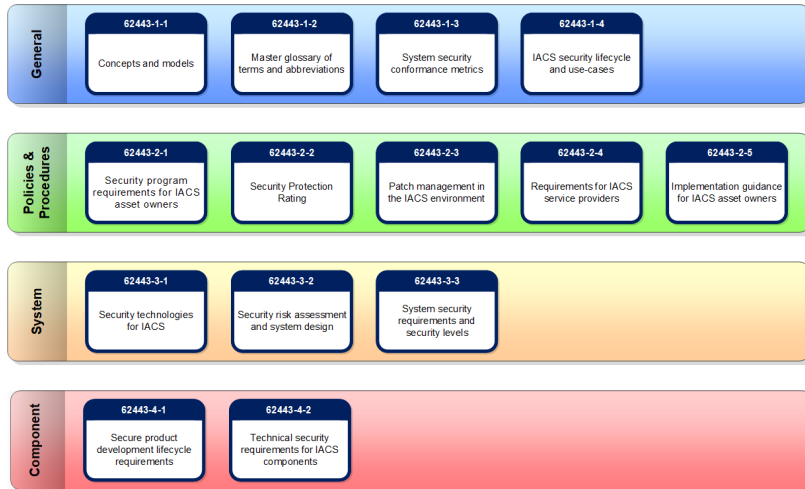 General
62443-1-1
Concepts and models
62443-1-2
Master glossary of
terms and abbreviations
62443-1-3
System security
conformance metrics
62443-1-4
IACS security lifecycle
and use-cases
Policies &
Procedures
62443-2-1
Security program
requirements for IACS
asset owners
62443-2-2
Security Protection
Rating
62443-2-3
Patch management in
the IACS environment
62443-2-4
Requirements for IACS
service providers
62443-2-5
Implementation guidance
for IACS asset owners
System
62443-3-1
Security technologies
for IACS
62443-3-2
Security risk assessment
and system design
62443-3-3
System security
requirements and
security levels
Component
62443-4-1
Secure product
development lifecycle
requirements
62443-4-2
Technical security
requirements for IACS
components